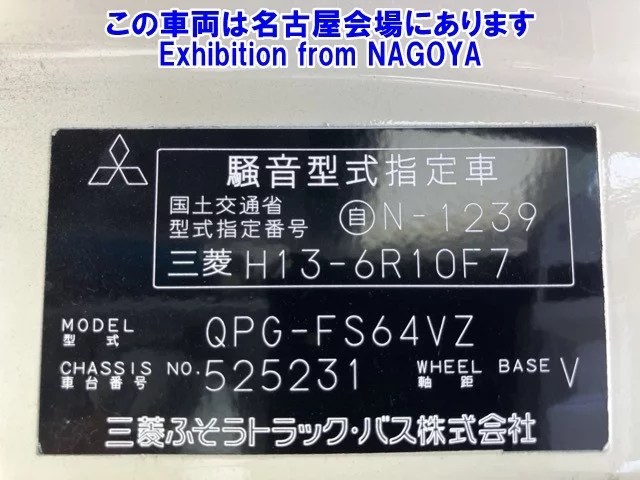 この車両は名古屋会場にあります
Exhibition from NAGOYA
騒音型式指定車
国土交通省
型式指定番号 ㊀自 N-1239
三菱 H13-6R10F7
MODEL
型式 QPG-FS64VZ
CHASSIS NO.
車台番号 525231 WHEEL BASE
軸距 V
三菱ふそうトラック・バス株式会社